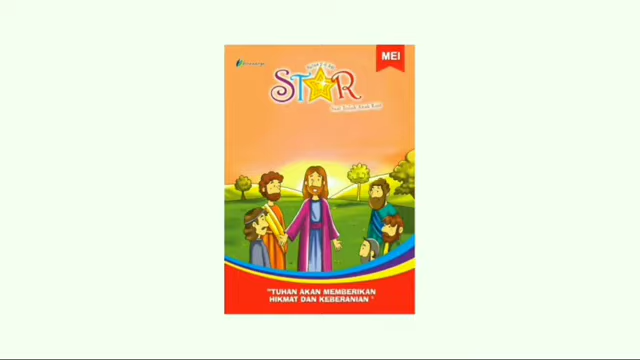 MEI
STAR
"TUHAN AKAN MEMBERIKAN
HIKMAT DAN KEBERANIAN"